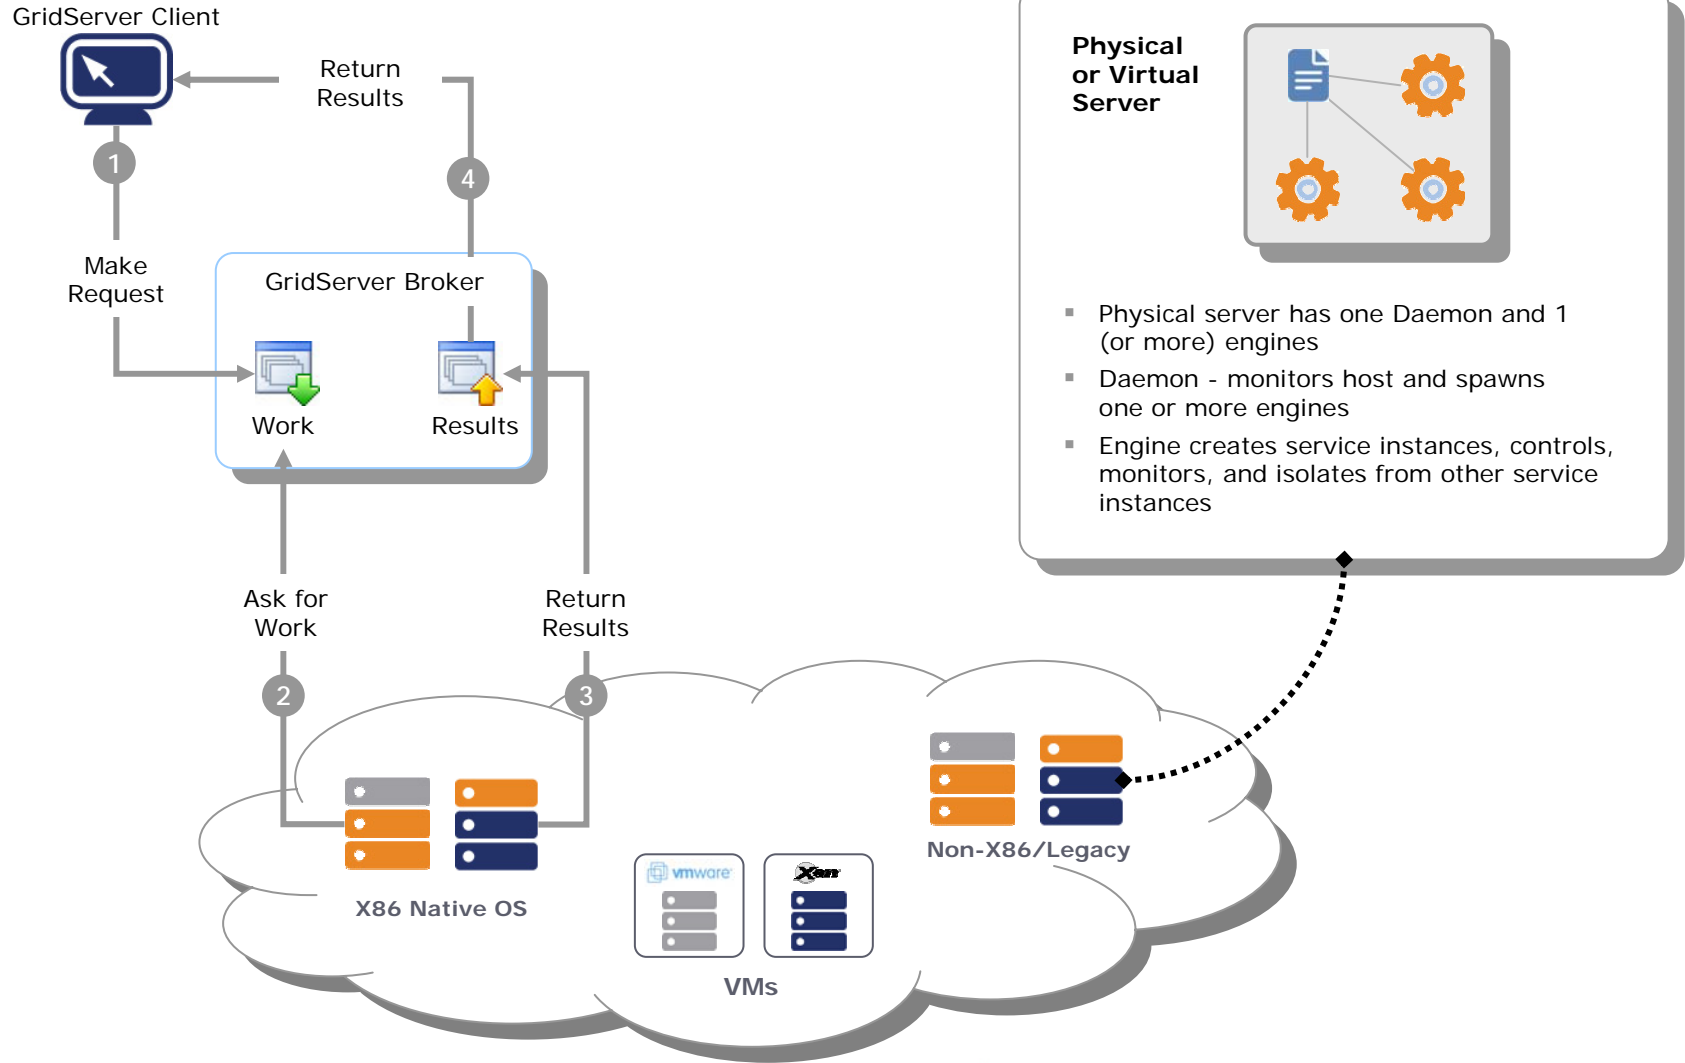 GridServer Client
Return
Results
1
4
Make
Request
GridServer Broker
Work
Results
Ask for
Work
Return
Results
2
3
X86 Native OS
vmware
Xen
VMs
Non-X86/Legacy
Physical
or Virtual
Server
Physical server has one Daemon and 1
(or more) engines
Daemon - monitors host and spawns
one or more engines
Engine creates service instances, controls,
monitors, and isolates from other service
instances